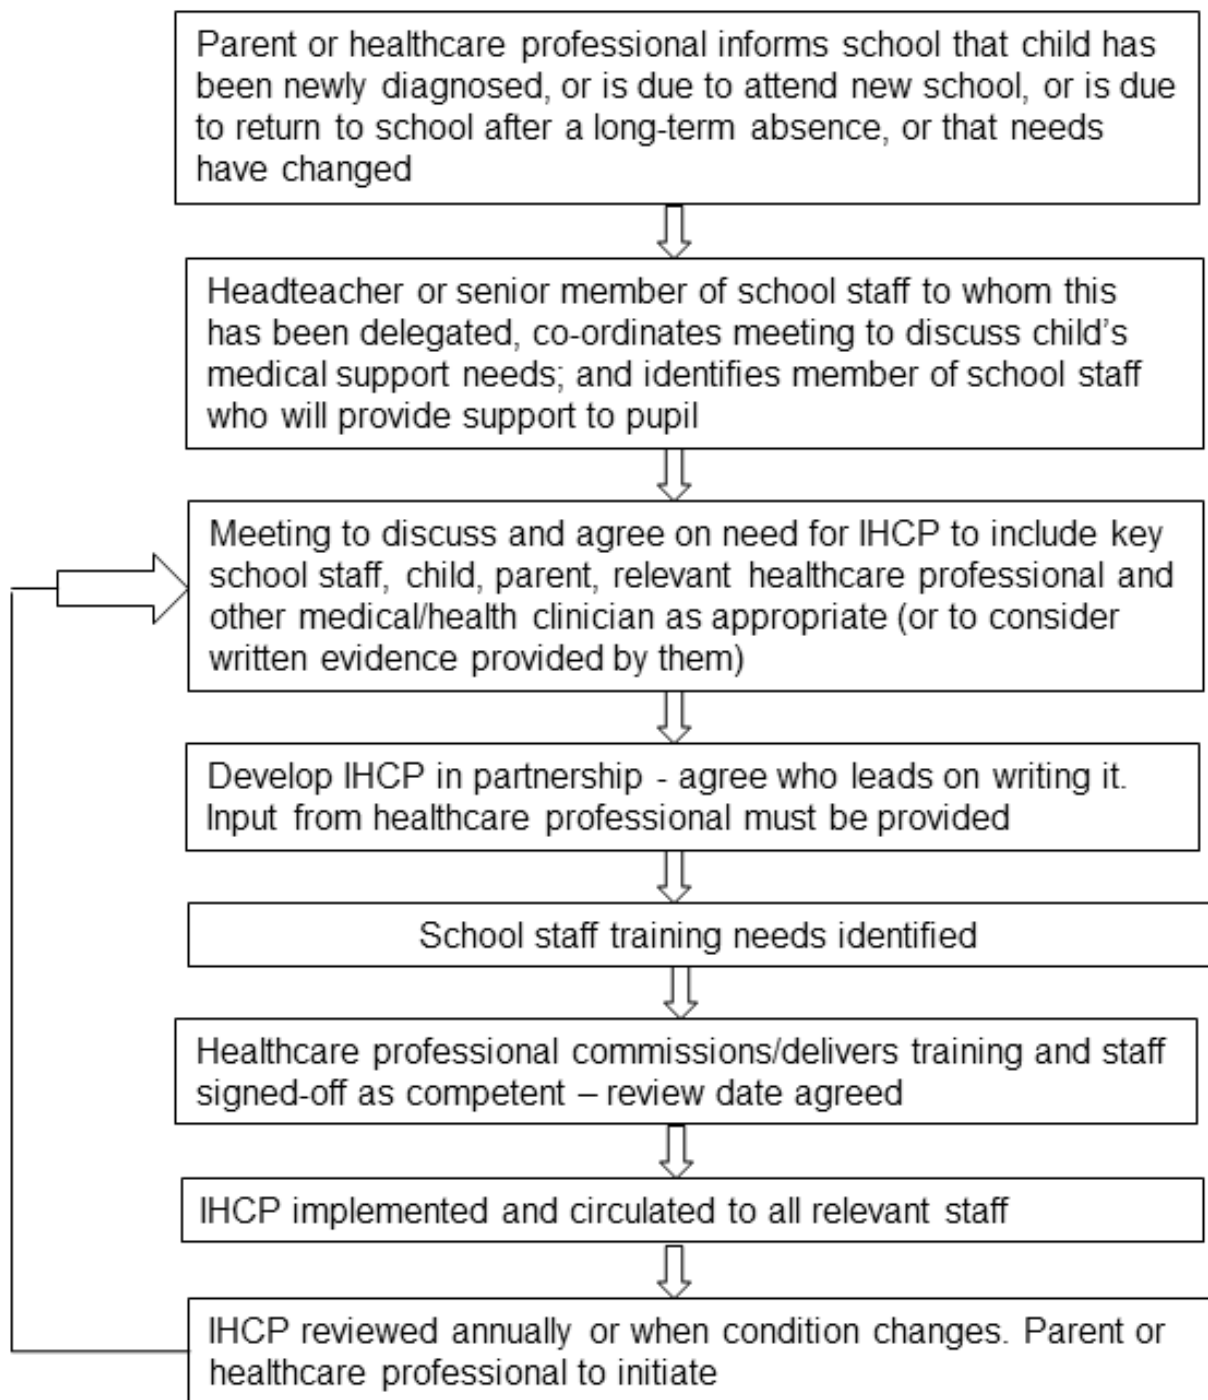 Parent or healthcare professional informs school that child has
been newly diagnosed, or is due to attend new school, or is due
to return to school after a long-term absence, or that needs
have changed
Headteacher or senior member of school staff to whom this
has been delegated, co-ordinates meeting to discuss child’s
medical support needs; and identifies member of school staff
who will provide support to pupil
Meeting to discuss and agree on need for IHCP to include key
school staff, child, parent, relevant healthcare professional and
other medical/health clinician as appropriate (or to consider
written evidence provided by them)
Develop IHCP in partnership - agree who leads on writing it.
Input from healthcare professional must be provided
School staff training needs identified
Healthcare professional commissions/delivers training and staff
signed-off as competent – review date agreed
IHCP implemented and circulated to all relevant staff
IHCP reviewed annually or when condition changes. Parent or
healthcare professional to initiate